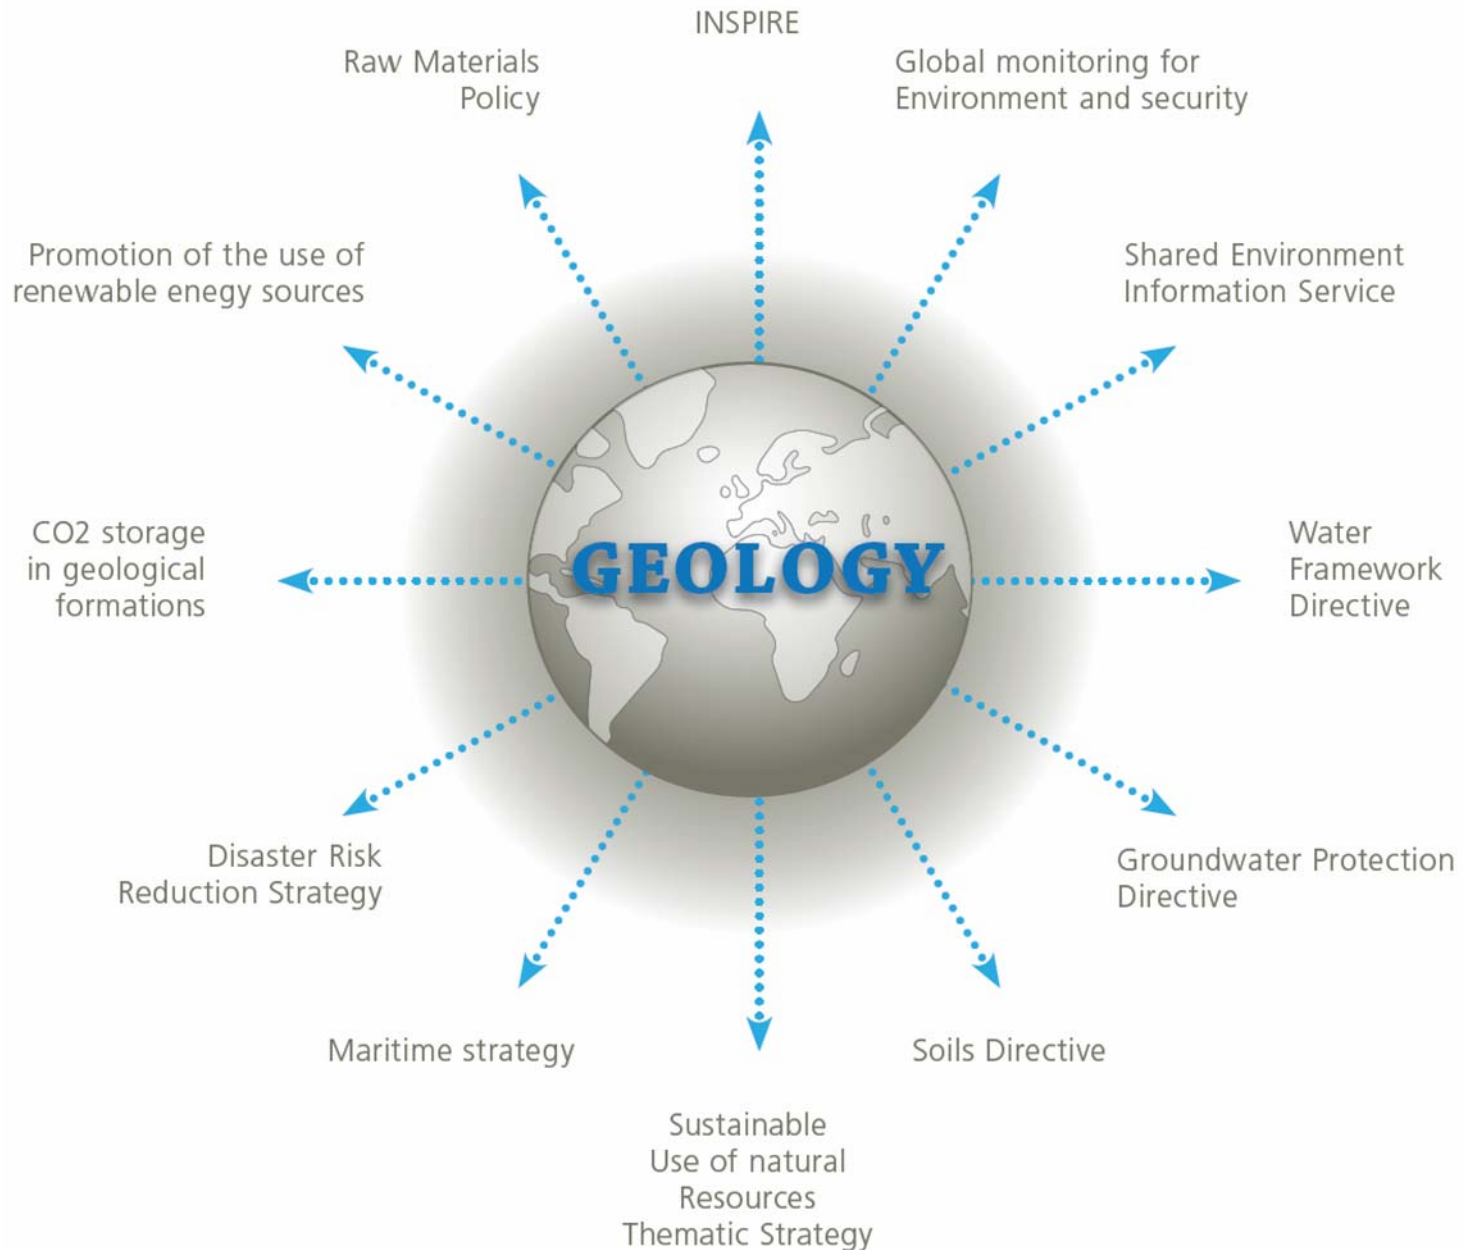 INSPIRE
Raw Materials
Policy
Global monitoring for
Environment and security
Promotion of the use of
renewable enegy sources
Shared Environment
Information Service
CO2 storage
in geological
formations
GEOLOGY
Water
Framework
Directive
Disaster Risk
Reduction Strategy
Groundwater Protection
Directive
Maritime strategy
Soils Directive
Sustainable
Use of natural
Resources
Thematic Strategy